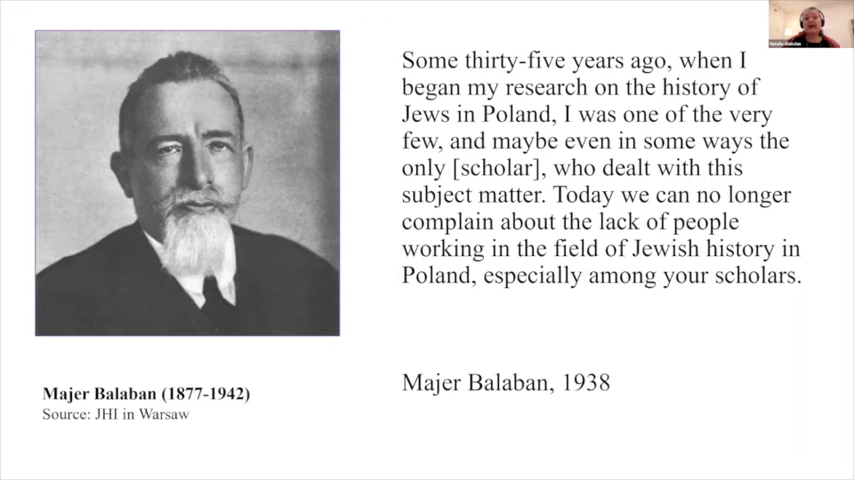 Some thirty-five years ago, when I
began my research on the history of
Jews in Poland, I was one of the very
few, and maybe even in some ways the
only [scholar], who dealt with this
subject matter. Today we can no longer
complain about the lack of people
working in the field of Jewish history in
Poland, especially among your scholars.
Majer Balaban, 1938
Majer Balaban (1877-1942)
Source: JHI in Warsaw